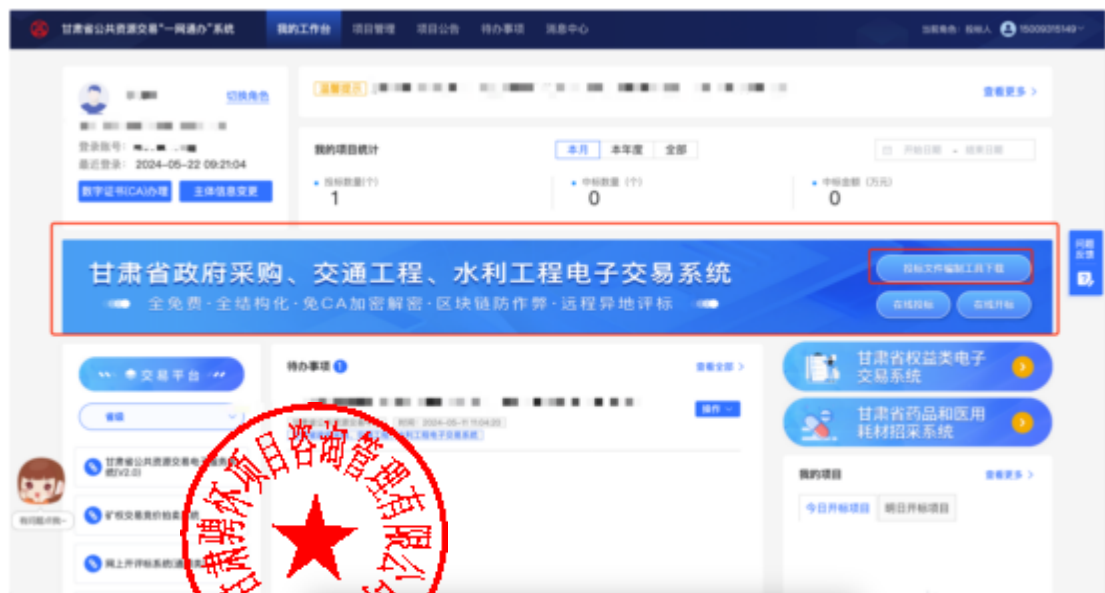 甘肃省公共资源交易“一网通办”系统 我的工作台 项目管理 项目公告 待办事项 消息中心 当前角色: 投标人 15009315149
切换角色 温馨提示 查看更多 >
登录账号:
最近登录: 2024-05-22 09:21:04
数字证书(CA)办理 主体信息变更
我的项目统计 本月 本年度 全部 开始日期 - 结束日期
投标数量(个) 中标数量 (个) 中标金额 (万元)
1 0 0
问题反馈
甘肃省政府采购、交通工程、水利工程电子交易系统
全免费·全结构化·免CA加密解密·区块链防作弊·远程异地评标
投标文件编制工具下载
在线投标 在线开标
交易平台
省级
待办事项 1 查看全部 >
操作
时间: 2024-05-11 11:04:20
水利工程电子交易系统
甘肃省权益类电子交易系统
甘肃省药品和医用耗材招采系统
甘肃省公共资源交易电子
统(V2.0)
矿权交易竞价拍卖 统
网上开评标系统
有问题点我~
我的项目 查看更多 >
今日开标项目 明日开标项目
甘肃骋怀项目咨询管理有限公